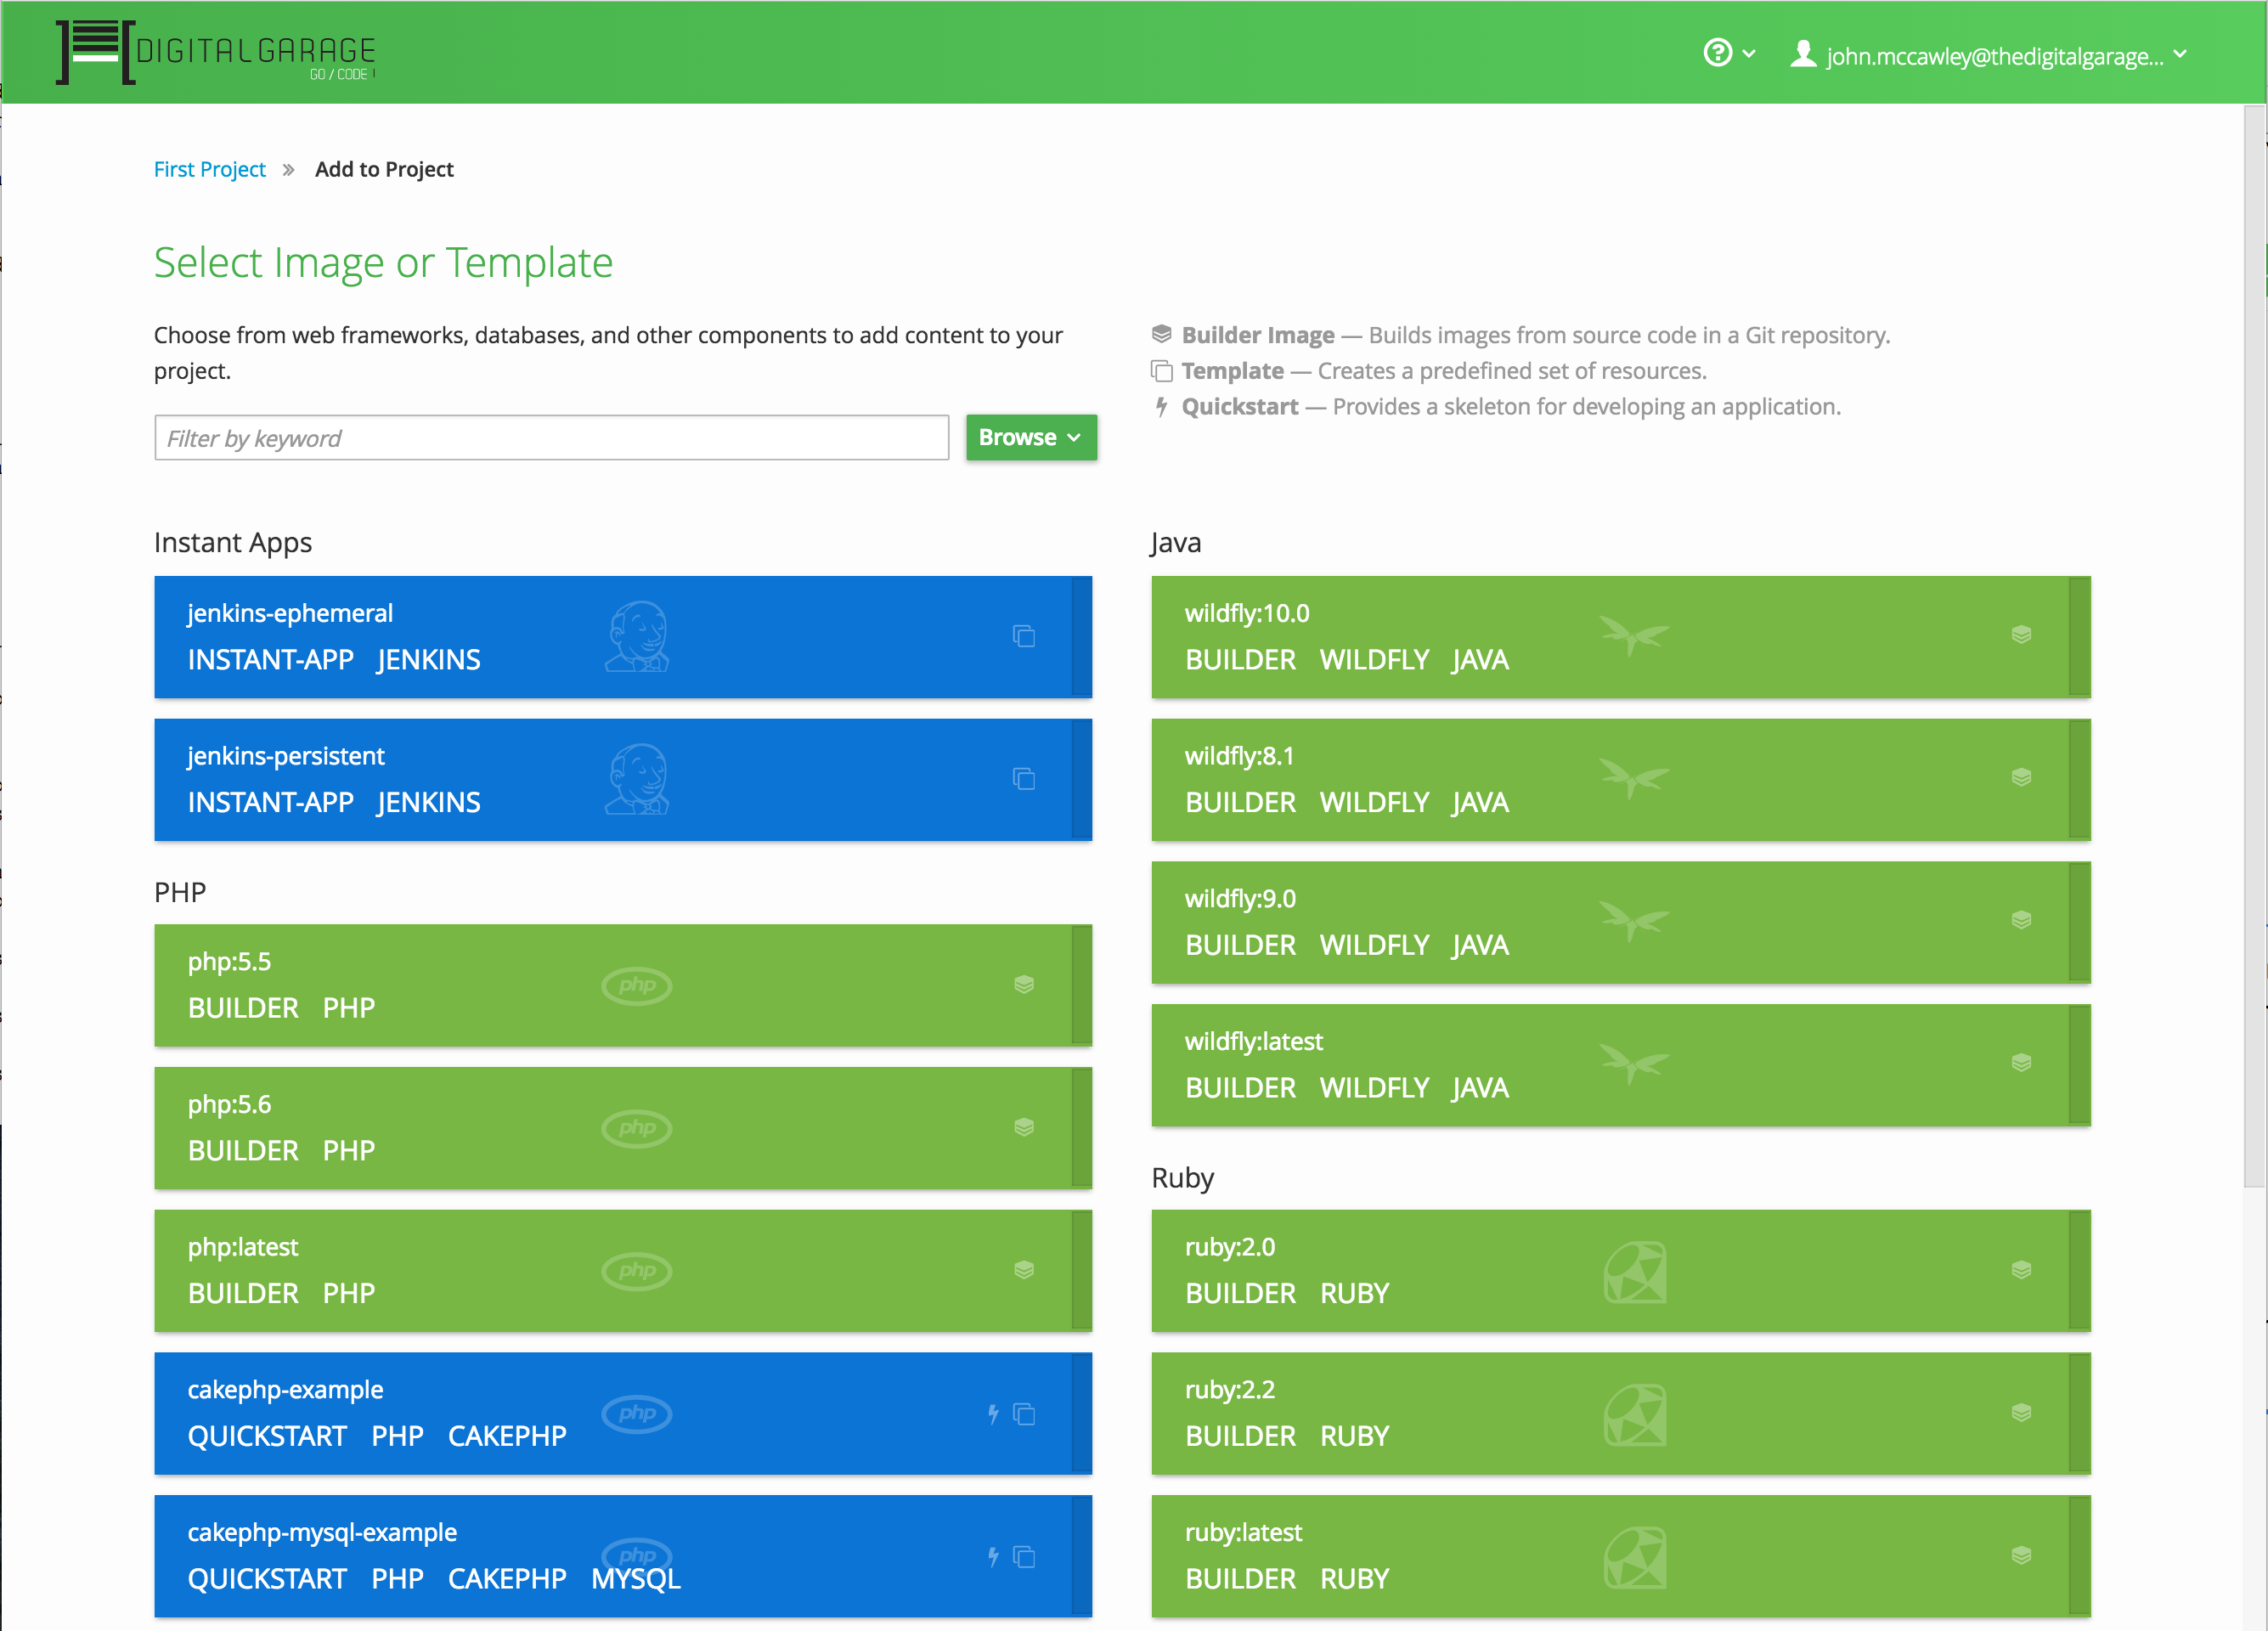 DIGITALGARAGE
GO / CODE
john.mccawley@thedigitalgarage...
First Project » Add to Project
Select Image or Template
Choose from web frameworks, databases, and other components to add content to your
project.
Filter by keyword
Browse
Builder Image — Builds images from source code in a Git repository.
Template — Creates a predefined set of resources.
Quickstart — Provides a skeleton for developing an application.
Instant Apps
jenkins-ephemeral
INSTANT-APP JENKINS
jenkins-persistent
INSTANT-APP JENKINS
PHP
php:5.5
BUILDER PHP
php
php:5.6
BUILDER PHP
php
php:latest
BUILDER PHP
php
cakephp-example
QUICKSTART PHP CAKEPHP
php
cakephp-mysql-example
QUICKSTART PHP CAKEPHP MYSQL
php
Java
wildfly:10.0
BUILDER WILDFLY JAVA
wildfly:8.1
BUILDER WILDFLY JAVA
wildfly:9.0
BUILDER WILDFLY JAVA
wildfly:latest
BUILDER WILDFLY JAVA
Ruby
ruby:2.0
BUILDER RUBY
ruby:2.2
BUILDER RUBY
ruby:latest
BUILDER RUBY